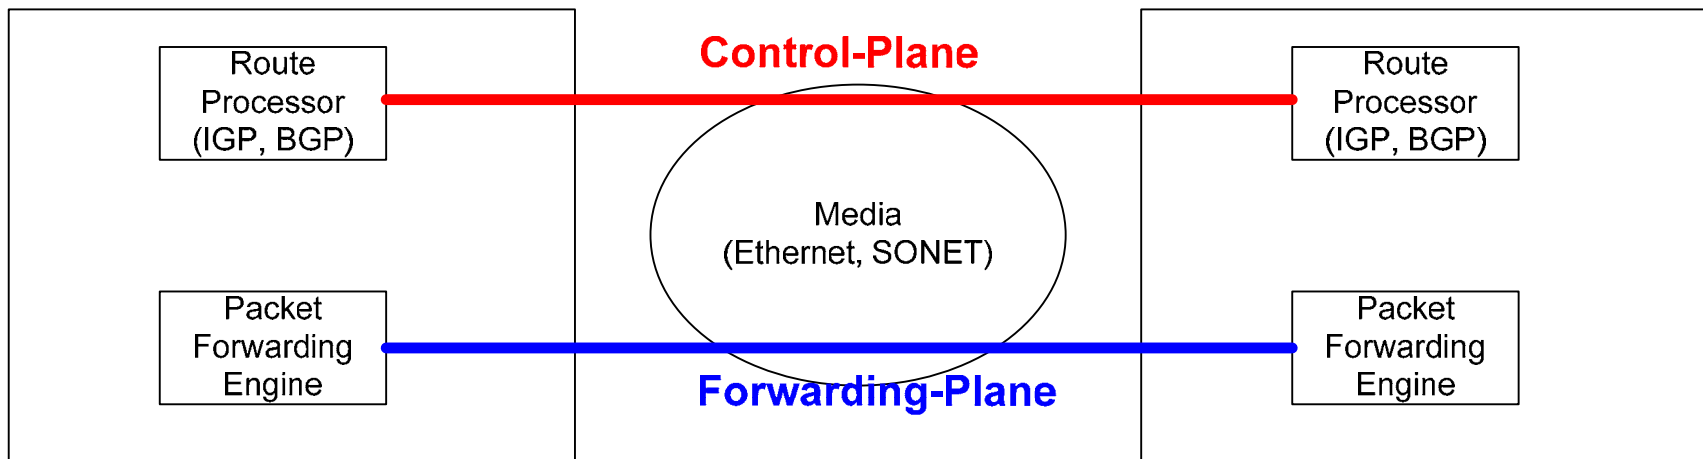 Control-Plane
Route
Processor
(IGP, BGP)
Route
Processor
(IGP, BGP)
Media
(Ethernet, SONET)
Packet
Forwarding
Engine
Packet
Forwarding
Engine
Forwarding-Plane